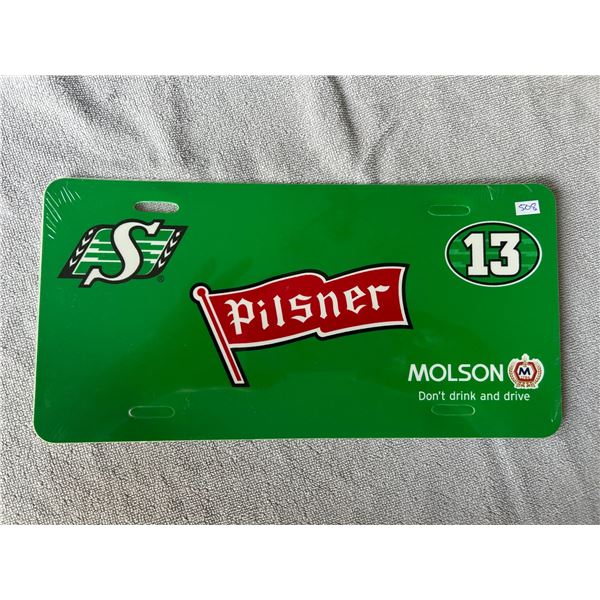 508
S
®
13
Pilsner
MOLSON
M
Don't drink and drive